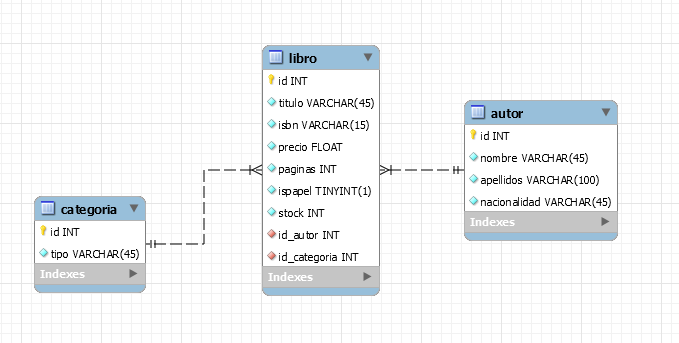 categoria
id INT
tipo VARCHAR(45)
Indexes
libro
id INT
titulo VARCHAR(45)
isbn VARCHAR(15)
precio FLOAT
paginas INT
ispapel TINYINT(1)
stock INT
id_autor INT
id_categoria INT
Indexes
autor
id INT
nombre VARCHAR(45)
apellidos VARCHAR(100)
nacionalidad VARCHAR(45)
Indexes